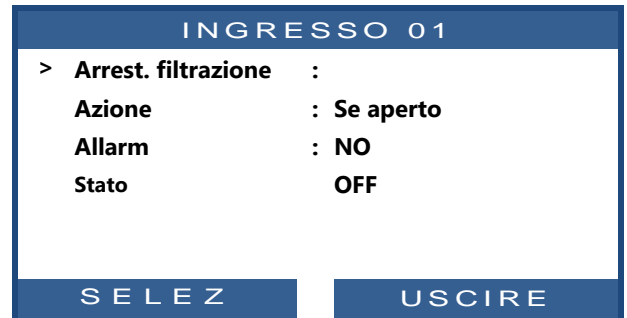 INGRESSO 01
> Arrest. filtrazione :
Azione : Se aperto
Allarm : NO
Stato OFF
SELEZ USCIRE